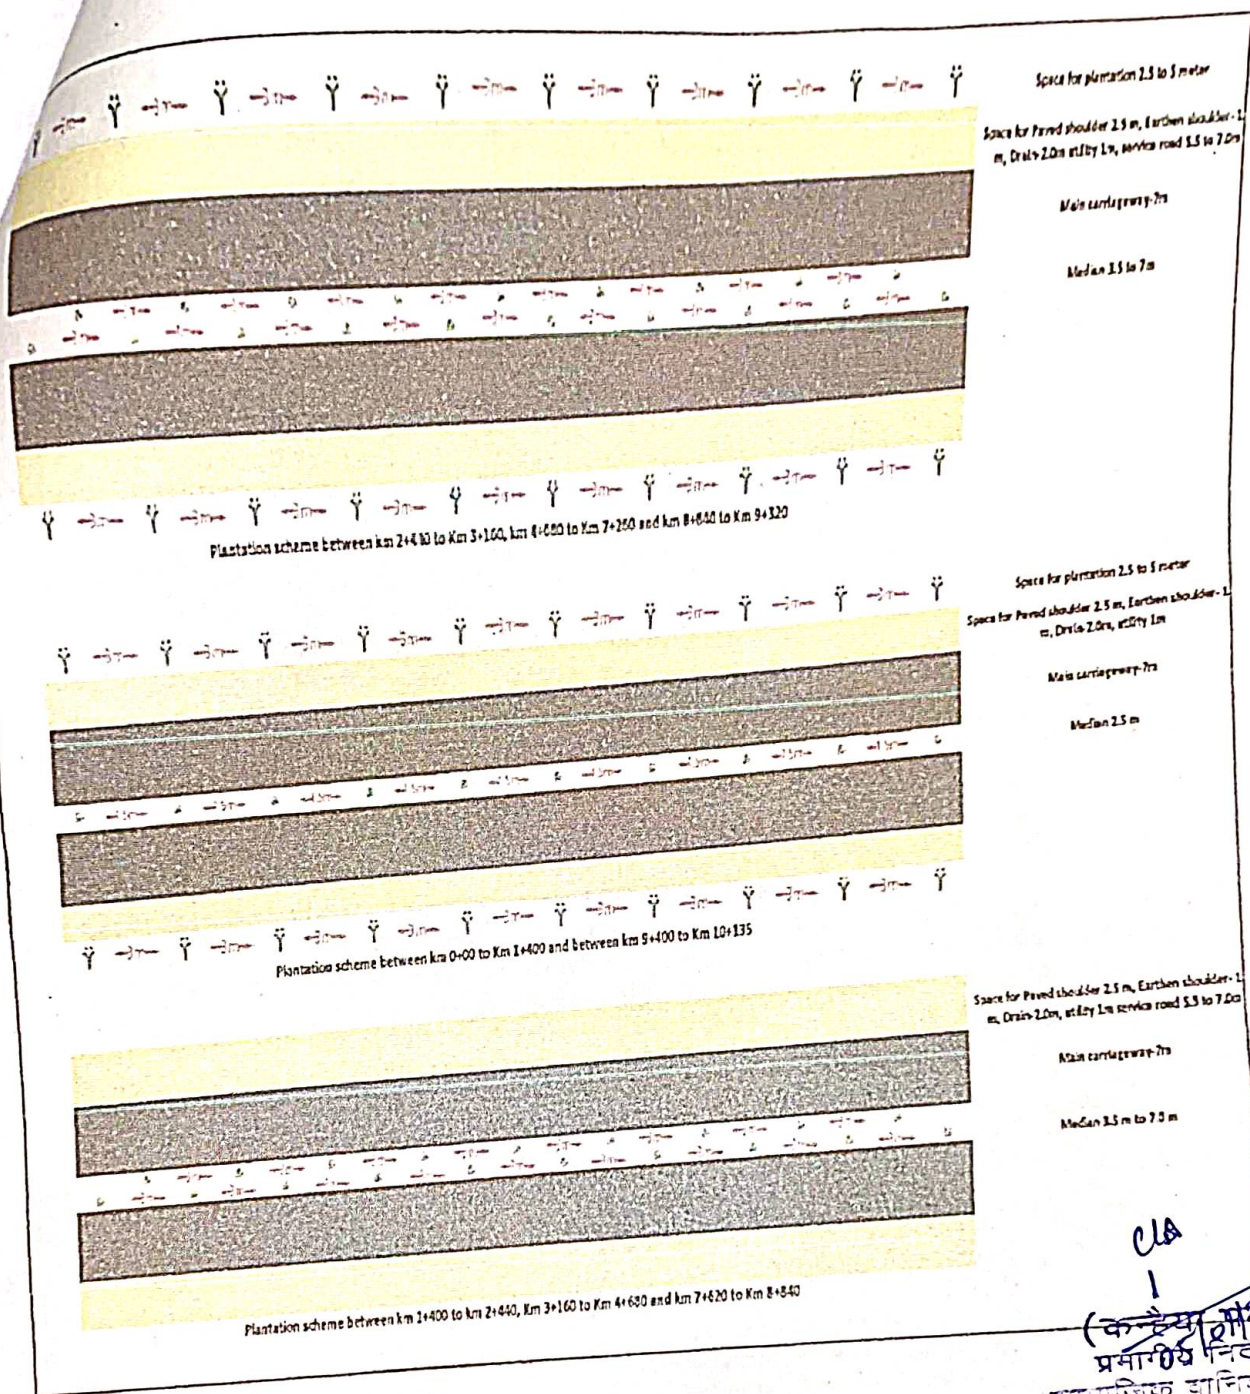 Space for plantation 2.5 to 5 meter
Space for Paved shoulder 2.5 m, Earthen shoulder- 1
m, Drain-2.0m utility 1m, service road 5.5 to 7.0m
Main carriageway-7m
Median 3.5 to 7m
Plantation scheme between km 2+440 to Km 3+160, km 4+680 to Km 7+260 and km 8+840 to Km 9+320
Space for plantation 2.5 to 5 meter
Space for Paved shoulder 2.5 m, Earthen shoulder- 1
m, Drain-2.0m, utility 1m
Main carriageway-7m
Median 2.5 m
Plantation scheme between km 0+00 to Km 1+400 and between km 9+400 to Km 10+135
Space for Paved shoulder 2.5 m, Earthen shoulder- 1
m, Drain-2.0m, utility 1m service road 5.5 to 7.0m
Main carriageway-7m
Median 3.5 m to 7.0 m
Plantation scheme between km 1+400 to km 2+440, Km 3+160 to Km 4+680 and km 7+620 to Km 8+840